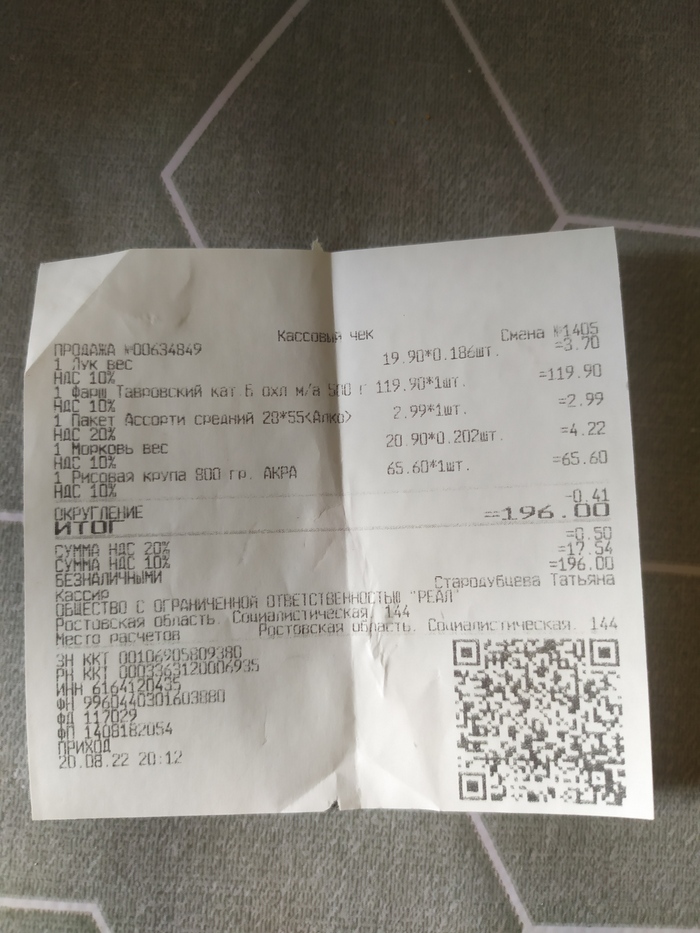 Кассовый чек
ПРОДАЖА №00634849 Смена №1405
1 Лук вес 19.90*0.186шт. =3.70
НДС 10%
1 Фарш Тавровский кат.Б охл м/а 500 г 119.90*1шт. =119.90
НДС 10%
1 Пакет Ассорти средний 28*55<Алко> 2.99*1шт. =2.99
НДС 20%
1 Морковь вес 20.90*0.202шт. =4.22
НДС 10%
1 Рисовая крупа 800 гр. АКРА 65.60*1шт. =65.60
НДС 10%
ОКРУГЛЕНИЕ -0.41
ИТОГ =196.00
СУММА НДС 20% =0.50
СУММА НДС 10% =17.54
БЕЗНАЛИЧНЫМИ =196.00
Кассир Стародубцева Татьяна
ОБЩЕСТВО С ОГРАНИЧЕННОЙ ОТВЕТСТВЕННОСТЬЮ "РЕАЛ"
Ростовская область. Социалистическая, 144
Место расчетов Ростовская область. Социалистическая. 144
ЗН ККТ 00106905809380
РН ККТ 0003363120006935
ИНН 6164120435
ФН 9960440301603880
ФД 117029
ФП 1408182054
ПРИХОД
20.08.22 20:12